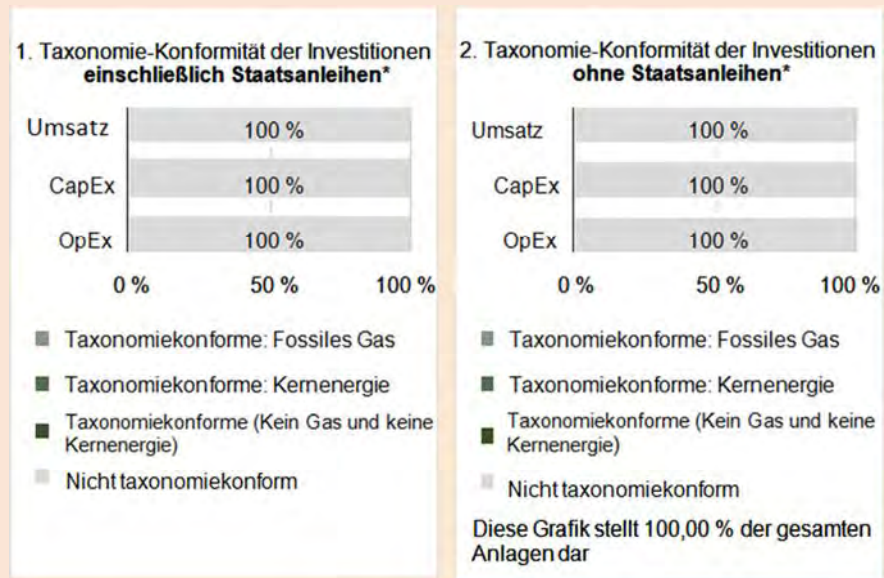 1. Taxonomie-Konformität der Investitionen
einschließlich Staatsanleihen*
Umsatz 100 %
CapEx 100 %
OpEx 100 %
0 % 50 % 100 %
Taxonomiekonforme: Fossiles Gas
Taxonomiekonforme: Kernenergie
Taxonomiekonforme (Kein Gas und keine
Kernenergie)
Nicht taxonomiekonform
2. Taxonomie-Konformität der Investitionen
ohne Staatsanleihen*
Umsatz 100 %
CapEx 100 %
OpEx 100 %
0 % 50 % 100 %
Taxonomiekonforme: Fossiles Gas
Taxonomiekonforme: Kernenergie
Taxonomiekonforme (Kein Gas und keine
Kernenergie)
Nicht taxonomiekonform
Diese Grafik stellt 100,00 % der gesamten
Anlagen dar